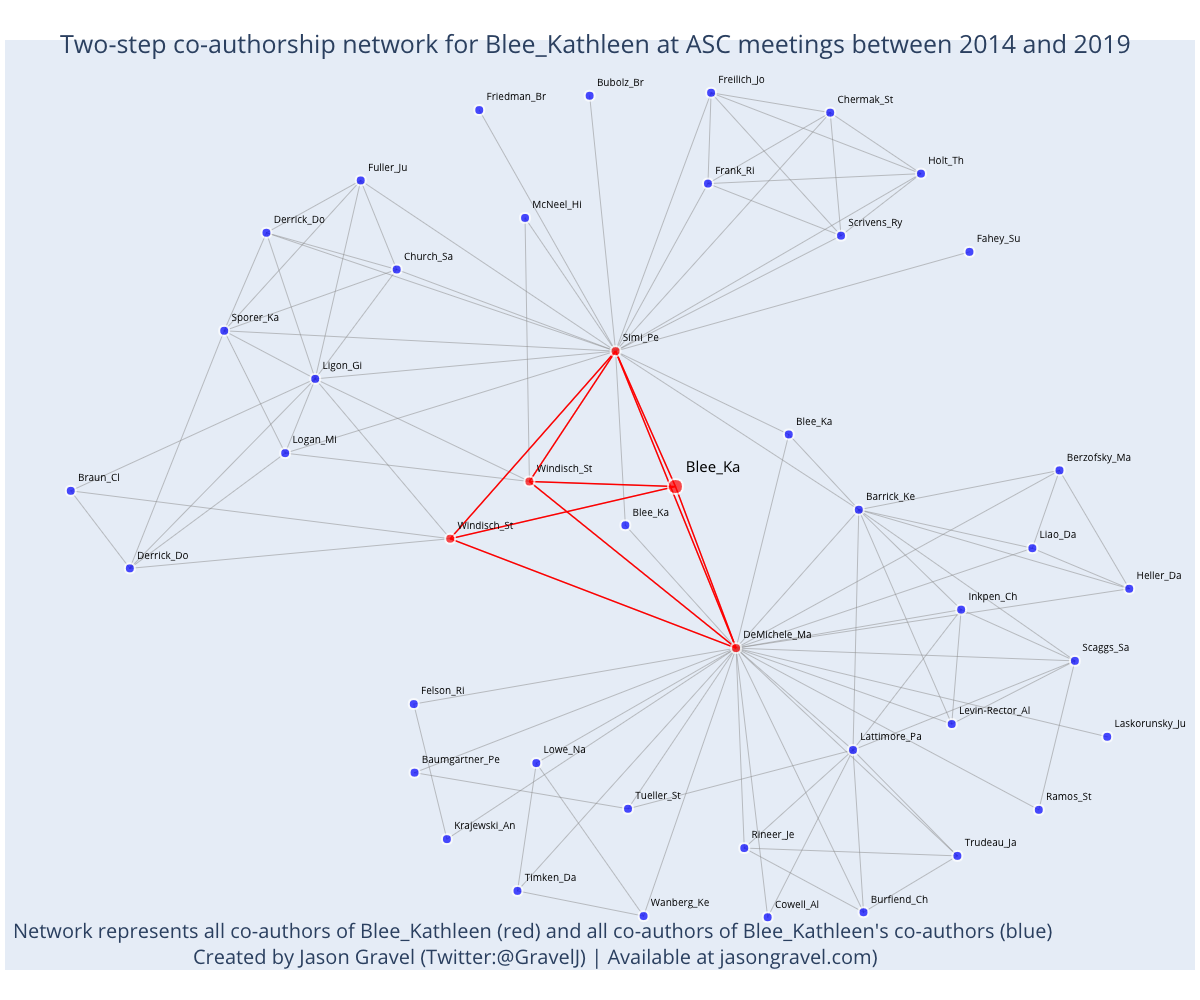 Two-step co-authorship network for Blee_Kathleen at ASC meetings between 2014 and 2019
Freilich_Jo
Bubolz_Br
Friedman_Br
Chermak_St
Holt_Th
Fuller_Ju
Frank_Ri
McNeel_Hi
Derrick_Do
Scrivens_Ry
Fahey_Su
Church_Sa
Sporer_Ka
Simi_Pe
Ligon_Gi
Blee_Ka
Logan_Mi
Berzofsky_Ma
Windisch_St
Blee_Ka
Braun_Cl
Barrick_Ke
Blee_Ka
Windisch_St
Liao_Da
Derrick_Do
Heller_Da
Inkpen_Ch
DeMichele_Ma
Scaggs_Sa
Felson_Ri
Levin-Rector_Al
Laskorunsky_Ju
Lattimore_Pa
Lowe_Na
Baumgartner_Pe
Tueller_St
Ramos_St
Krajewski_An
Rineer_Je
Trudeau_Ja
Timken_Da
Wanberg_Ke
Cowell_Al
Burfiend_Ch
Network represents all co-authors of Blee_Kathleen (red) and all co-authors of Blee_Kathleen's co-authors (blue)
Created by Jason Gravel (Twitter:@GravelJ) | Available at jasongravel.com)